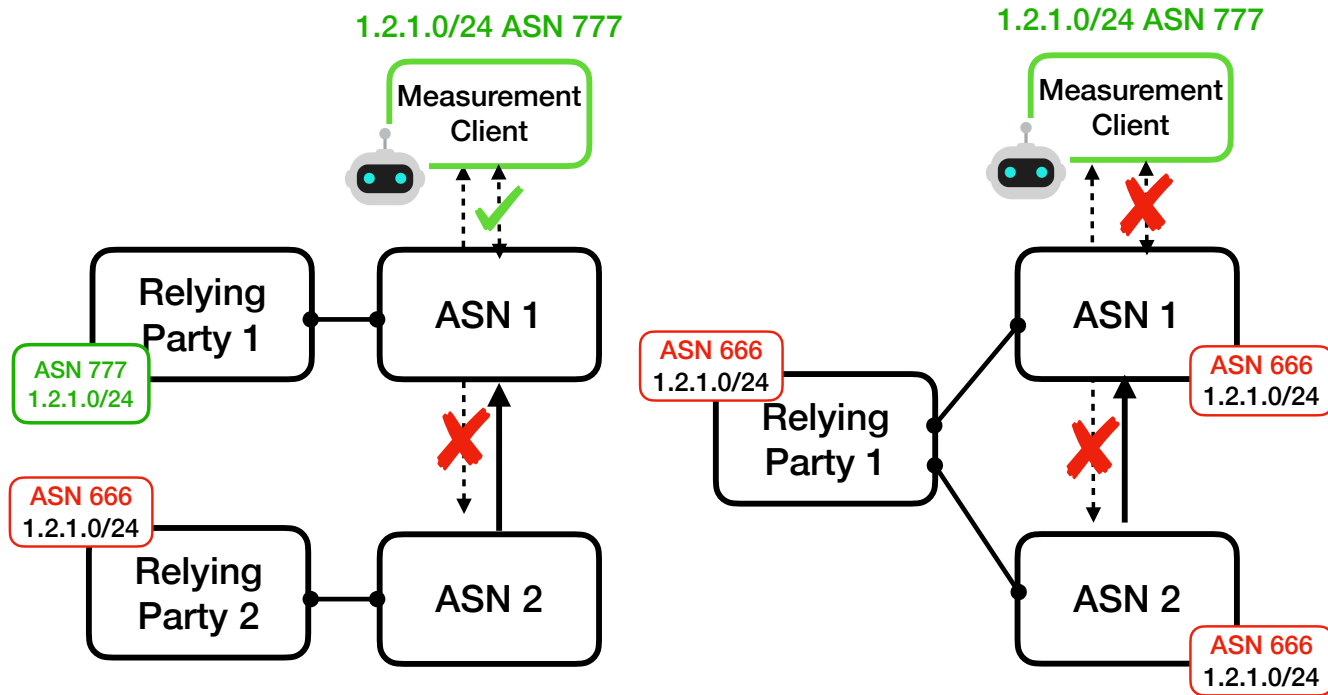 1.2.1.0/24 ASN 777
Measurement
Client
Relying
Party 1
ASN 777
1.2.1.0/24
ASN 1
ASN 666
1.2.1.0/24
Relying
Party 2
ASN 2
1.2.1.0/24 ASN 777
Measurement
Client
ASN 1
ASN 666
1.2.1.0/24
ASN 666
1.2.1.0/24
Relying
Party 1
ASN 2
ASN 666
1.2.1.0/24